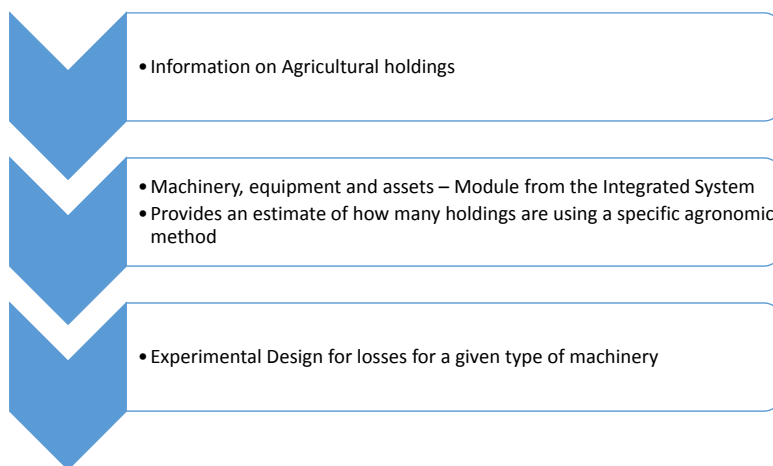 •Information on Agricultural holdings
•Machinery, equipment and assets – Module from the Integrated System
•Provides an estimate of how many holdings are using a specific agronomic
method
•Experimental Design for losses for a given type of machinery